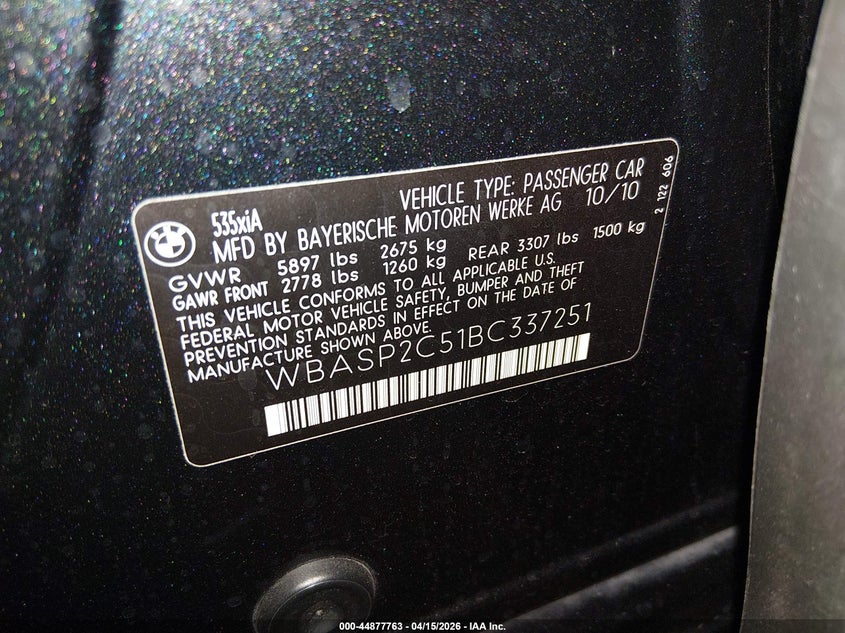 535xiA VEHICLE TYPE: PASSENGER CAR
MFD BY BAYERISCHE MOTOREN WERKE AG 10/10
GVWR 5897 lbs 2675 kg
GAWR FRONT 2778 lbs 1260 kg REAR 3307 lbs 1500 kg
THIS VEHICLE CONFORMS TO ALL APPLICABLE U.S.
FEDERAL MOTOR VEHICLE SAFETY, BUMPER AND THEFT
PREVENTION STANDARDS IN EFFECT ON THE DATE OF
MANUFACTURE SHOWN ABOVE.
WBASP2C51BC337251
2 122 606
000-44877763 - 04/15/2026 - IAA Inc.